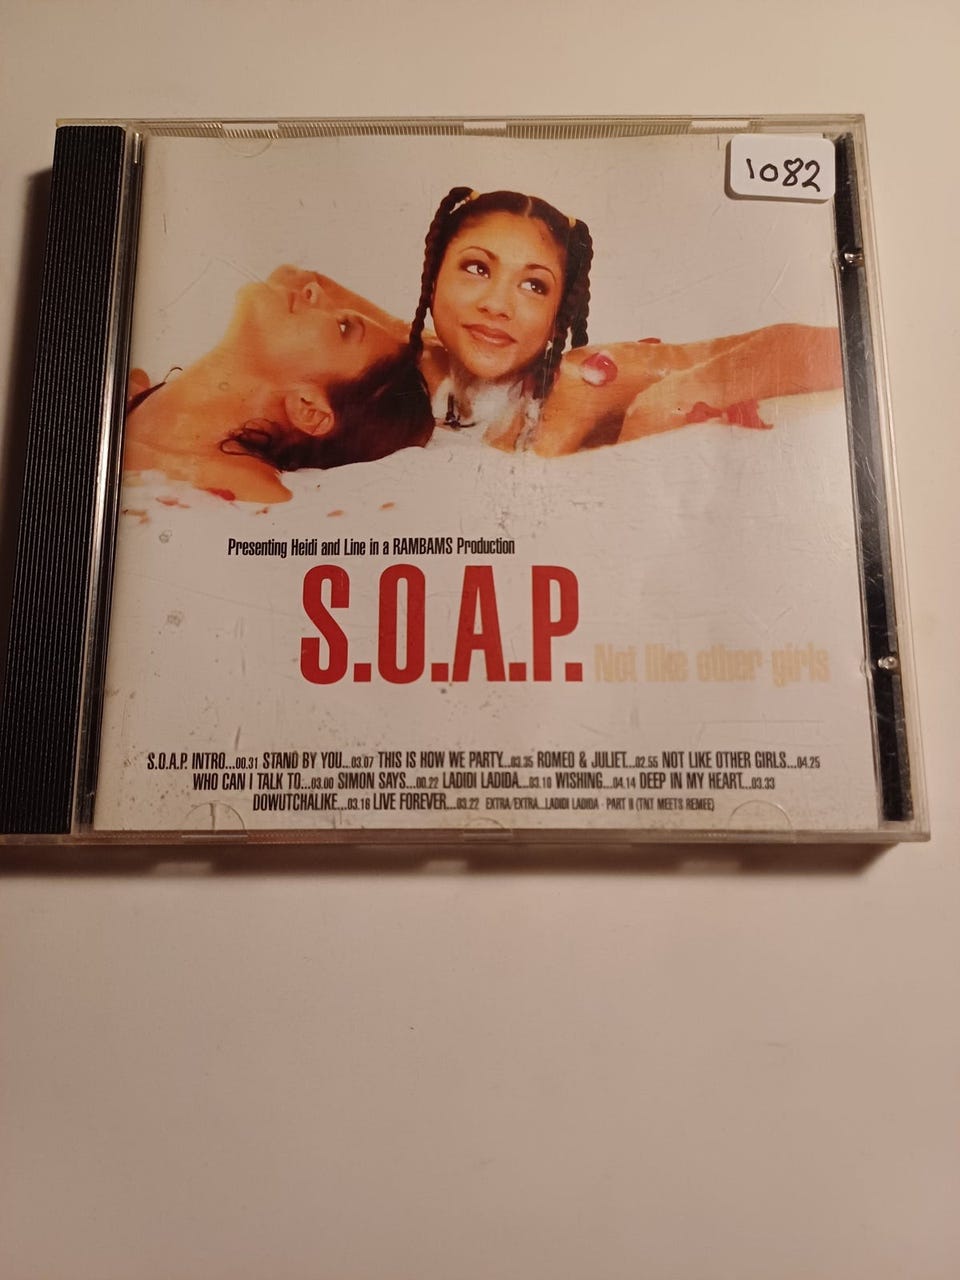 1082
Presenting Heidi and Line in a RAMBAMS Production
S.O.A.P. Not like other girls
S.O.A.P. INTRO...00.31 STAND BY YOU...03.07 THIS IS HOW WE PARTY...03.35 ROMEO & JULIET...02.55 NOT LIKE OTHER GIRLS...04.25
WHO CAN I TALK TO...03.00 SIMON SAYS...00.22 LADIDI LADIDA...03.10 WISHING...04.14 DEEP IN MY HEART...03.33
DOWUTCHALIKE...03.16 LIVE FOREVER...03.22 EXTRA/EXTRA...LADIDI LADIDA - PART II (TNT MEETS REMEE)